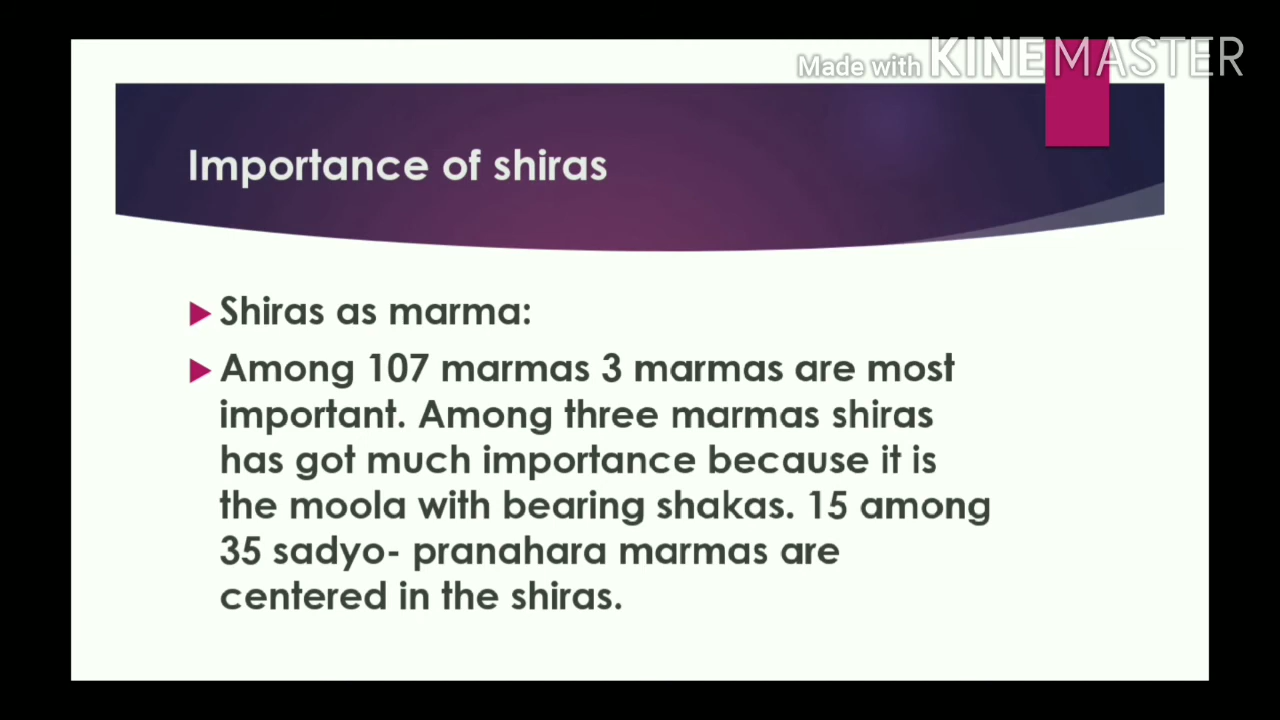 Made with KINEMASTER
Importance of shiras
Shiras as marma:
Among 107 marmas 3 marmas are most
important. Among three marmas shiras
has got much importance because it is
the moola with bearing shakas. 15 among
35 sadyo- pranahara marmas are
centered in the shiras.